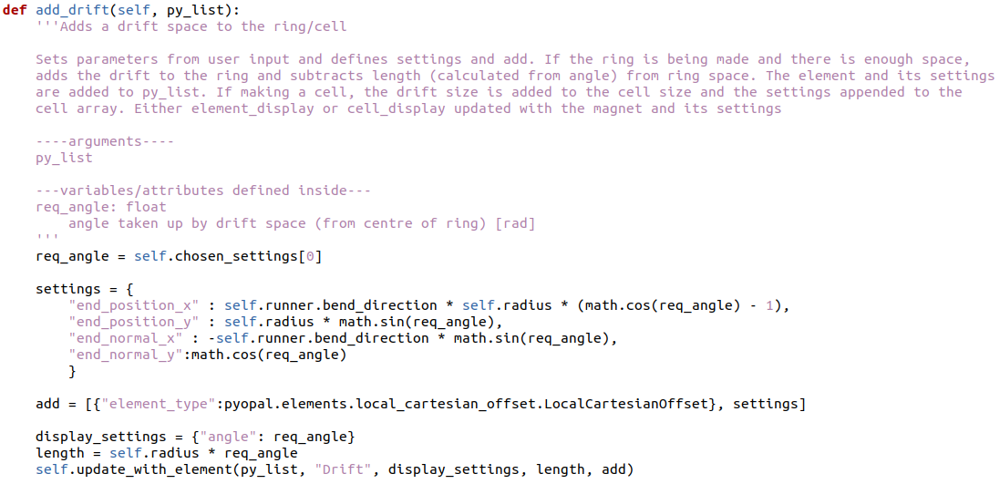 def add_drift(self, py_list):
    '''Adds a drift space to the ring/cell

    Sets parameters from user input and defines settings and add. If the ring is being made and there is enough space,
    adds the drift to the ring and subtracts length (calculated from angle) from ring space. The element and its settings
    are added to py_list. If making a cell, the drift size is added to the cell size and the settings appended to the
    cell array. Either element_display or cell_display updated with the magnet and its settings

    ----arguments----
    py_list

    ---variables/attributes defined inside---
    req_angle: float
        angle taken up by drift space (from centre of ring) [rad]
    '''
    req_angle = self.chosen_settings[0]

    settings = {
        "end_position_x" : self.runner.bend_direction * self.radius * (math.cos(req_angle) - 1),
        "end_position_y" : self.radius * math.sin(req_angle),
        "end_normal_x" : -self.runner.bend_direction * math.sin(req_angle),
        "end_normal_y":math.cos(req_angle)
        }

    add = [{"element_type":pyopal.elements.local_cartesian_offset.LocalCartesianOffset}, settings]

    display_settings = {"angle": req_angle}
    length = self.radius * req_angle
    self.update_with_element(py_list, "Drift", display_settings, length, add)